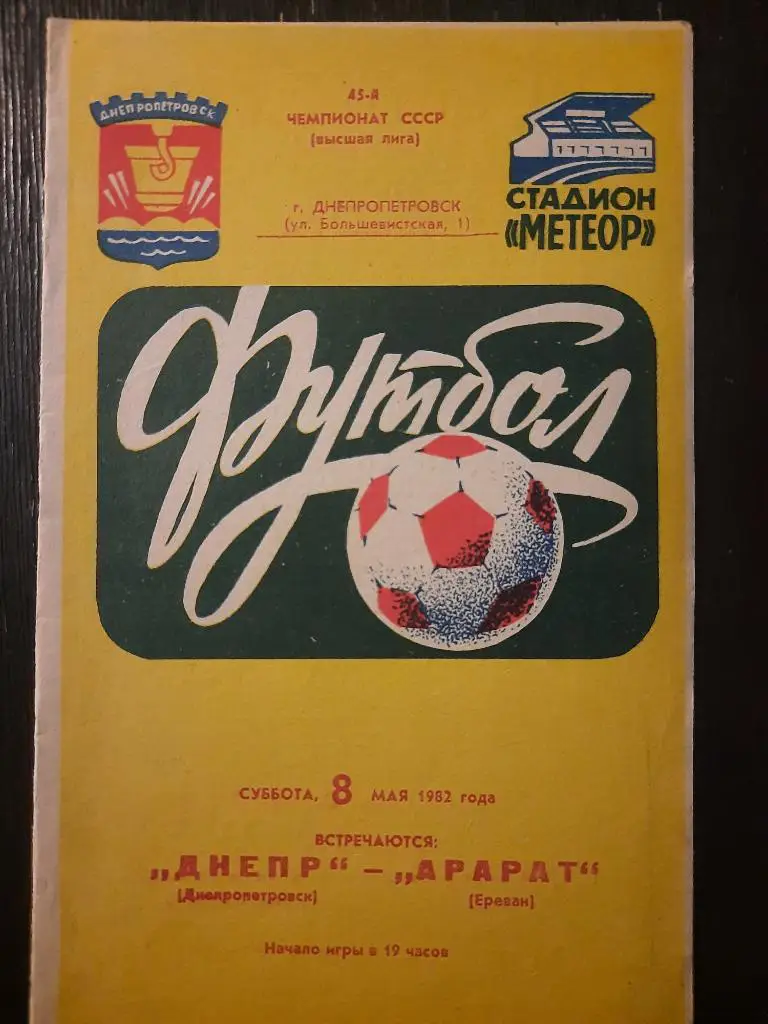 ДНЕПРОПЕТРОВСК
45-Й
ЧЕМПИОНАТ СССР
(высшая лига)
г. ДНЕПРОПЕТРОВСК
(ул. Большевистская, 1)
СТАДИОН
«МЕТЕОР»
Футбол
СУББОТА, 8 МАЯ 1982 года
ВСТРЕЧАЮТСЯ:
„ДНЕПР“ – „АРАРАТ“
(Днепропетровск) (Ереван)
Начало игры в 19 часов